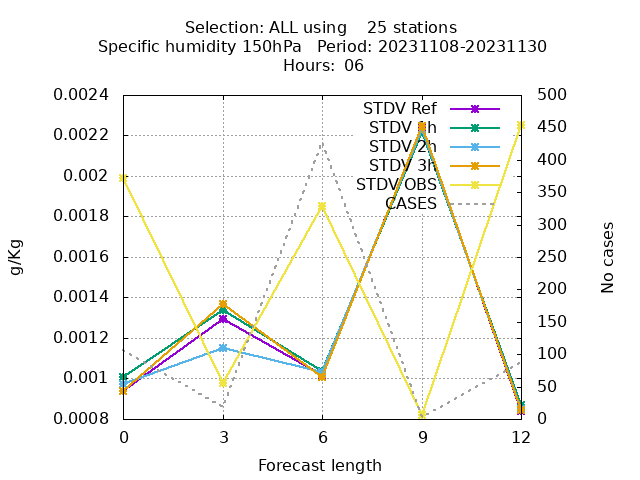 Selection: ALL using    25 stations
Specific humidity 150hPa   Period: 20231108-20231130
Hours:  06
0.0024
0.0022
0.002
0.0018
0.0016
0.0014
0.0012
0.001
0.0008
500
450
400
350
300
250
200
150
100
50
0
STDV Ref
STDV 1h
STDV 2h
STDV 3h
STDV OBS
CASES
g/Kg
No cases
0 3 6 9 12
Forecast length